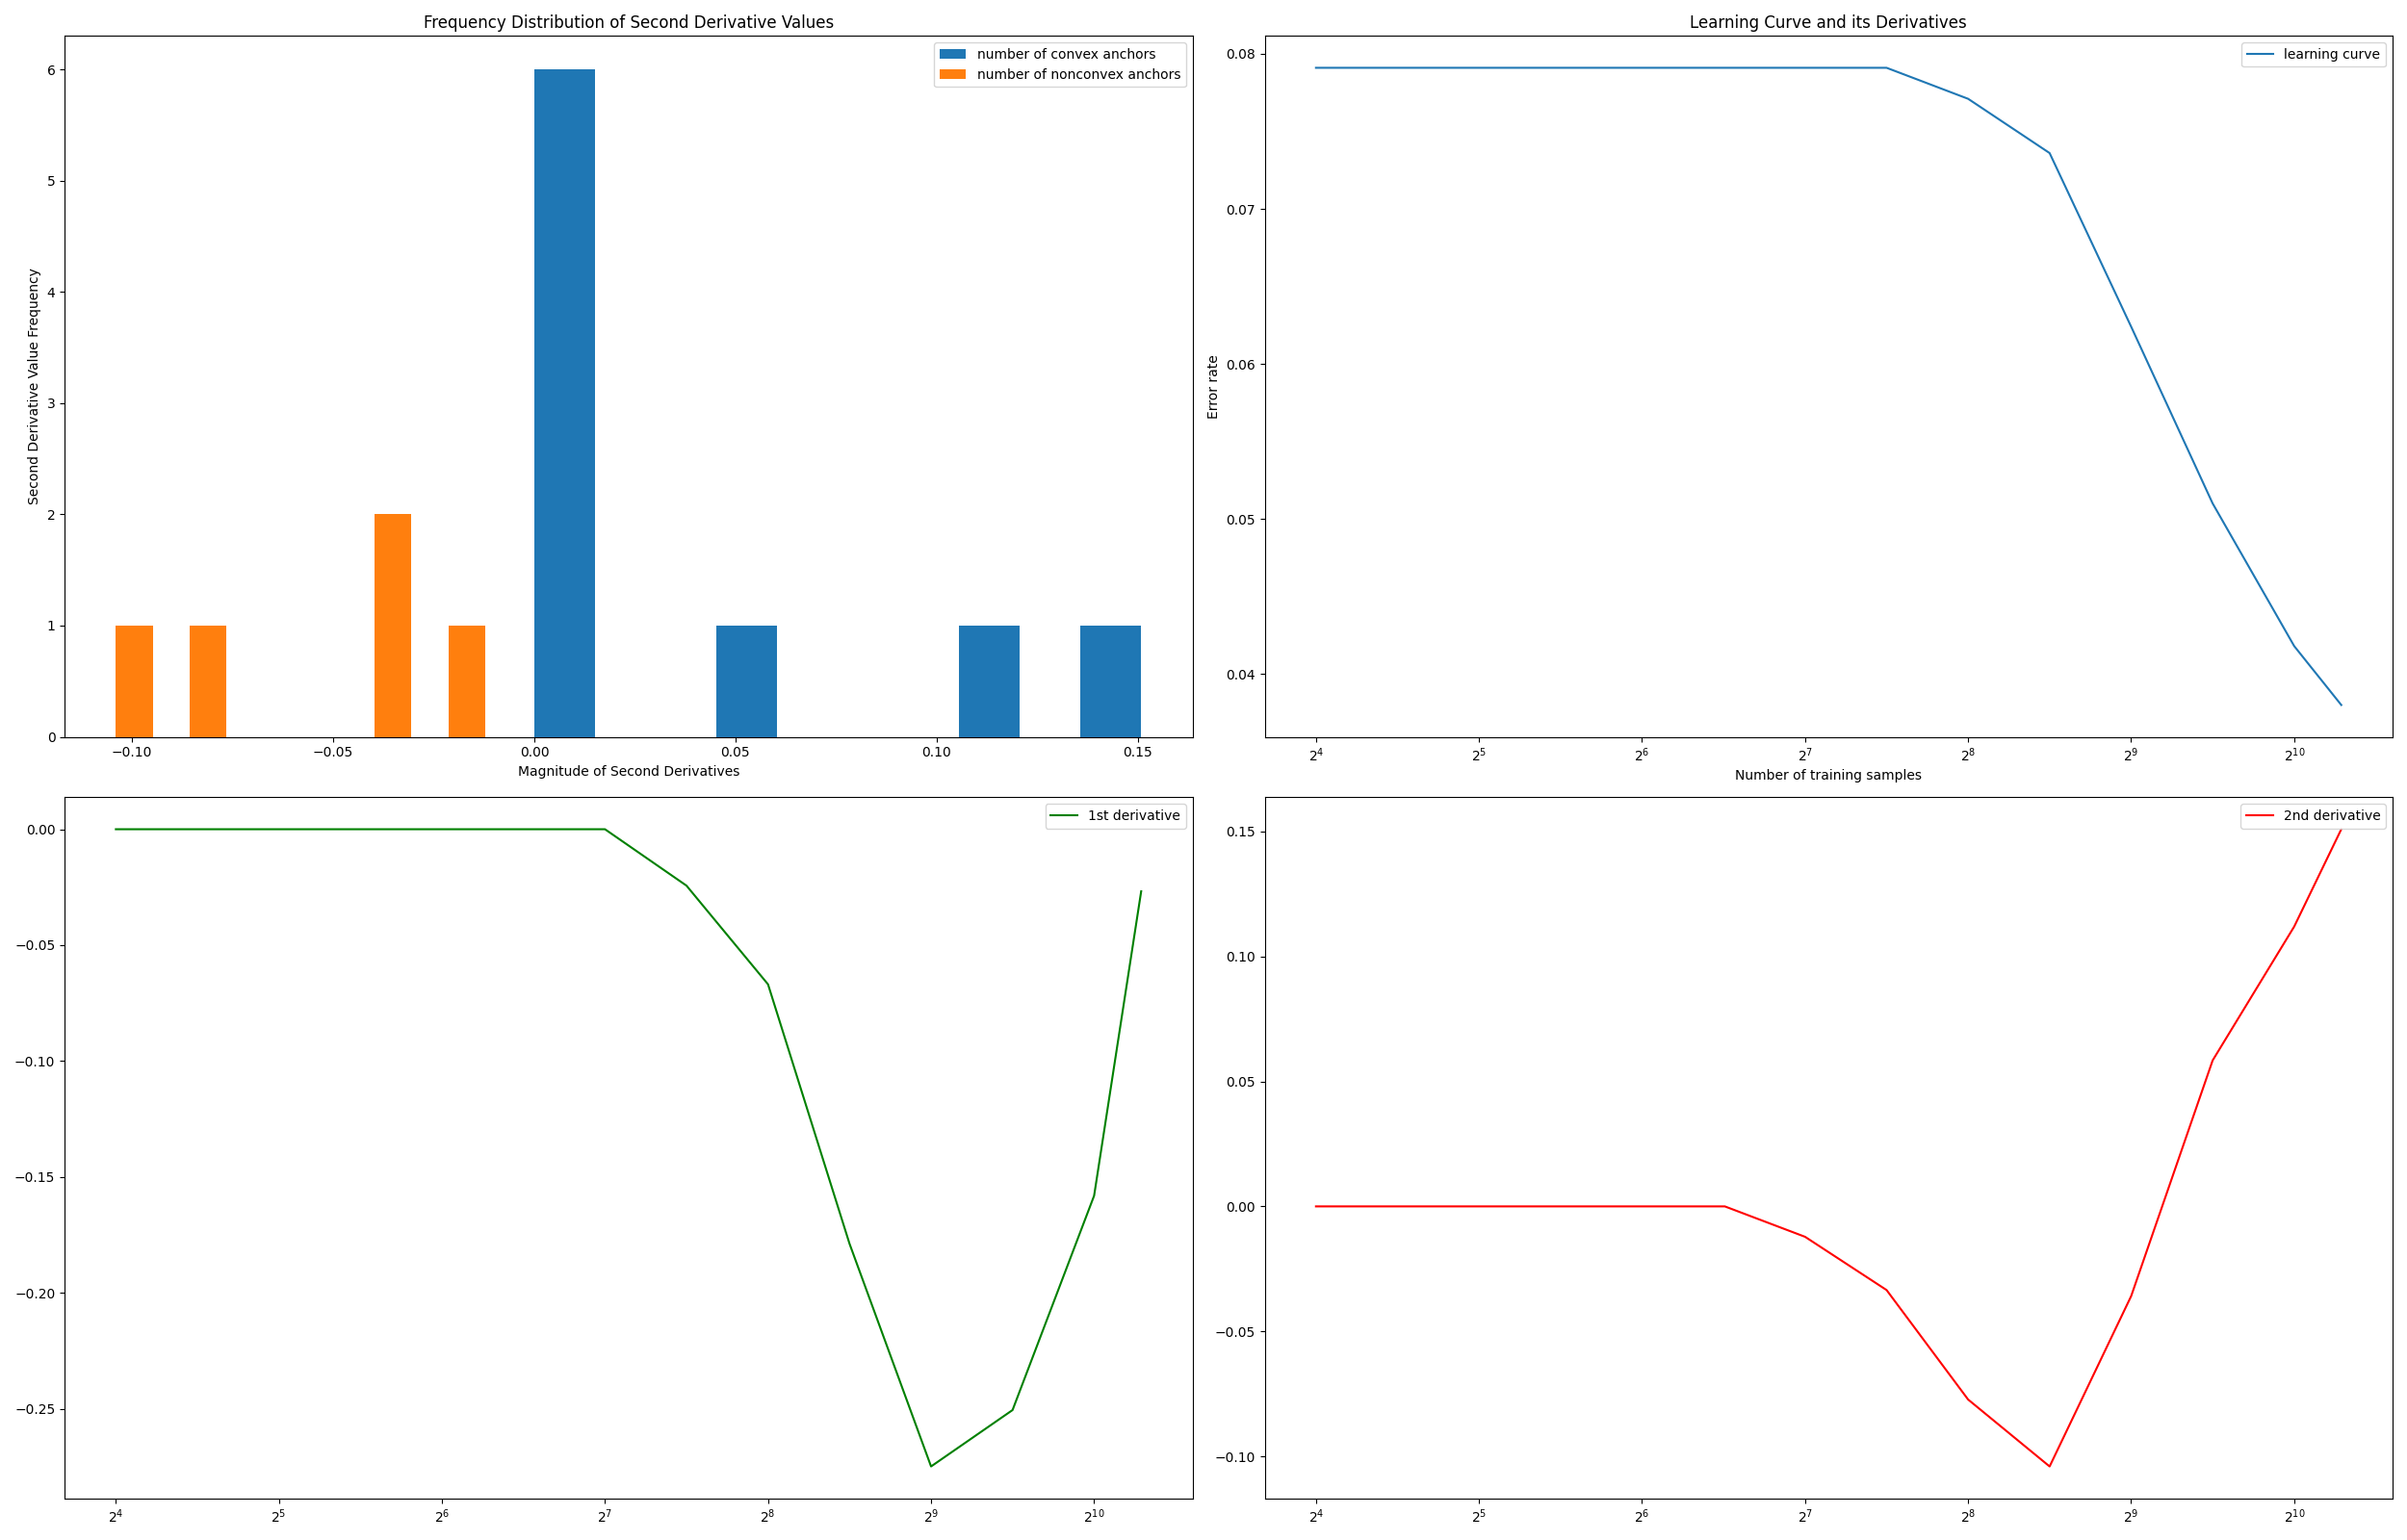 Frequency Distribution of Second Derivative Values
number of convex anchors
number of nonconvex anchors
Second Derivative Value Frequency
6
5
4
3
2
1
0
−0.10 −0.05 0.00 0.05 0.10 0.15
Magnitude of Second Derivatives
Learning Curve and its Derivatives
learning curve
Error rate
0.08
0.07
0.06
0.05
0.04
2⁴ 2⁵ 2⁶ 2⁷ 2⁸ 2⁹ 2¹⁰
Number of training samples
1st derivative
0.00
−0.05
−0.10
−0.15
−0.20
−0.25
2⁴ 2⁵ 2⁶ 2⁷ 2⁸ 2⁹ 2¹⁰
2nd derivative
0.15
0.10
0.05
0.00
−0.05
−0.10
2⁴ 2⁵ 2⁶ 2⁷ 2⁸ 2⁹ 2¹⁰